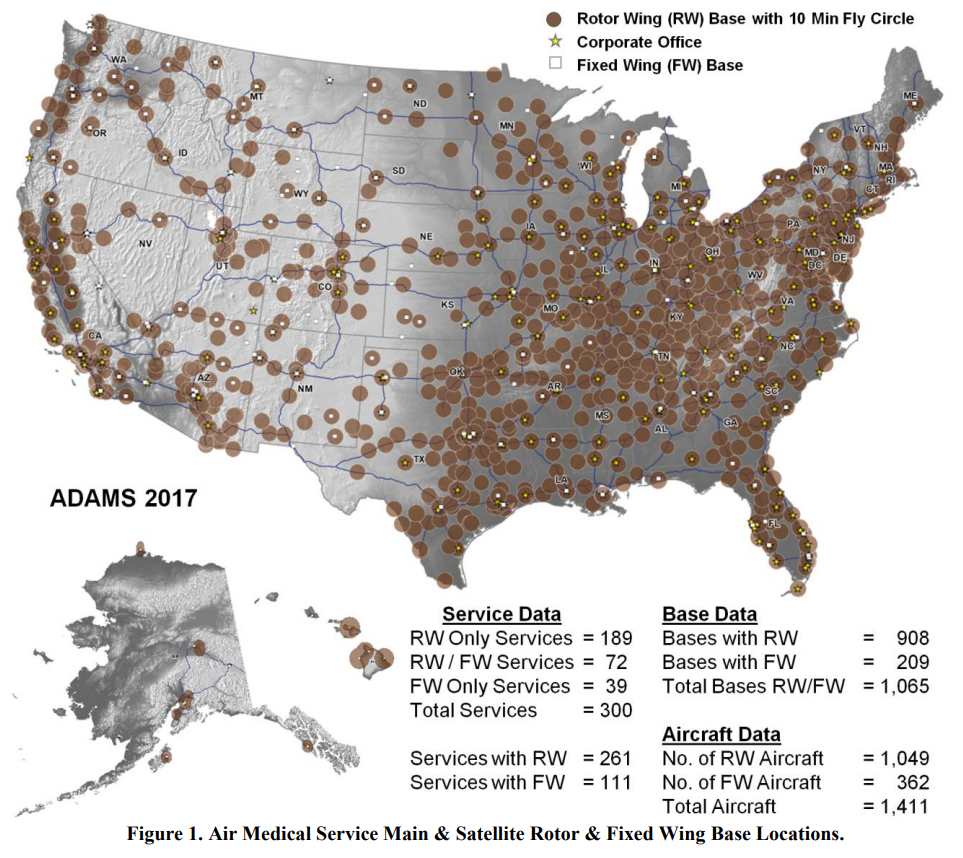 Rotor Wing (RW) Base with 10 Min Fly Circle
Corporate Office
Fixed Wing (FW) Base
WA
MT
ND
MN
ME
OR
ID
SD
WI
MI
VT
NH
NY
MA
RI
CT
WY
NV
UT
CO
NE
IA
IL
IN
OH
PA
NJ
MD
DE
DC
WV
VA
CA
KS
MO
KY
AZ
NM
OK
AR
TN
NC
SC
MS
AL
GA
TX
LA
FL
ADAMS 2017
AK
Service Data
RW Only Services = 189
RW / FW Services = 72
FW Only Services = 39
Total Services = 300
Services with RW = 261
Services with FW = 111
Base Data
Bases with RW = 908
Bases with FW = 209
Total Bases RW/FW = 1,065
Aircraft Data
No. of RW Aircraft = 1,049
No. of FW Aircraft = 362
Total Aircraft = 1,411
Figure 1. Air Medical Service Main & Satellite Rotor & Fixed Wing Base Locations.